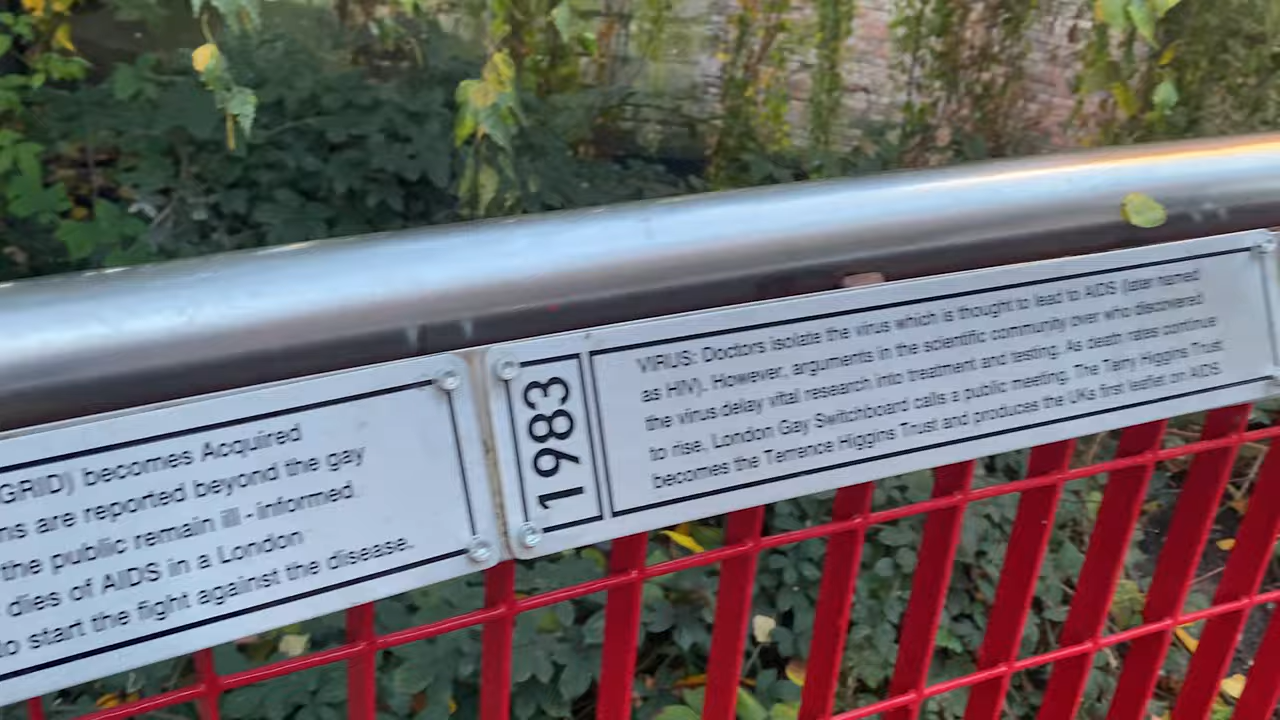 GRID) becomes Acquired
ns are reported beyond the gay
the public remain ill - informed.
dies of AIDS in a London
to start the fight against the disease.
1983
VIRUS: Doctors isolate the virus which is thought to lead to AIDS (later named
as HIV). However, arguments in the scientific community over who discovered
the virus delay vital research into treatment and testing. As death rates continue
to rise, London Gay Switchboard calls a public meeting. The Terry Higgins Trust
becomes the Terrence Higgins Trust and produces the UKs first leaflet on AIDS.